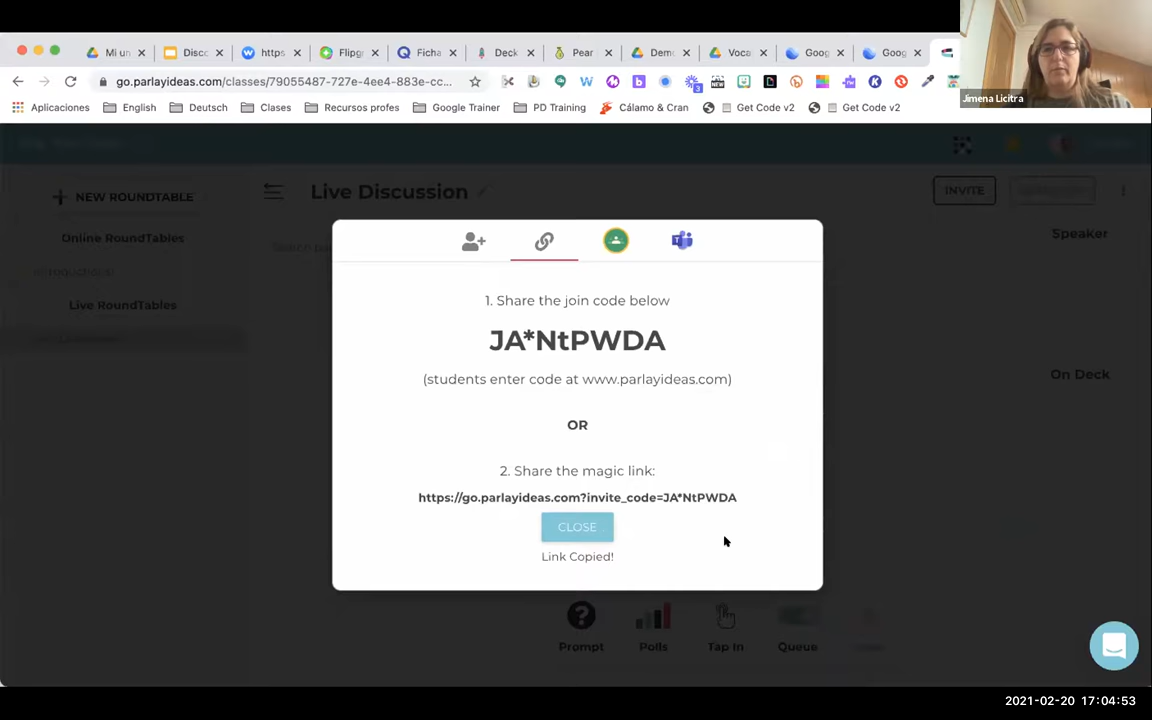 Mi un
Disc
https
Flipg
Ficha
Deck
Pear
Dem
Voca
Goog
Goog
go.parlayideas.com/classes/79055487-727e-4ee4-883e-cc...
Aplicaciones
English
Deutsch
Clases
Recursos profes
Google Trainer
PD Training
Cálamo & Cran
Get Code v2
Get Code v2
Jimena Licitra
NEW ROUNDTABLE
Live Discussion
INVITE
Online RoundTables
Speaker
Live RoundTables
1. Share the join code below
JA*NtPWDA
(students enter code at www.parlayideas.com)
On Deck
OR
2. Share the magic link:
https://go.parlayideas.com?invite_code=JA*NtPWDA
CLOSE
Link Copied!
Prompt
Polls
Tap In
Queue
2021-02-20 17:04:53